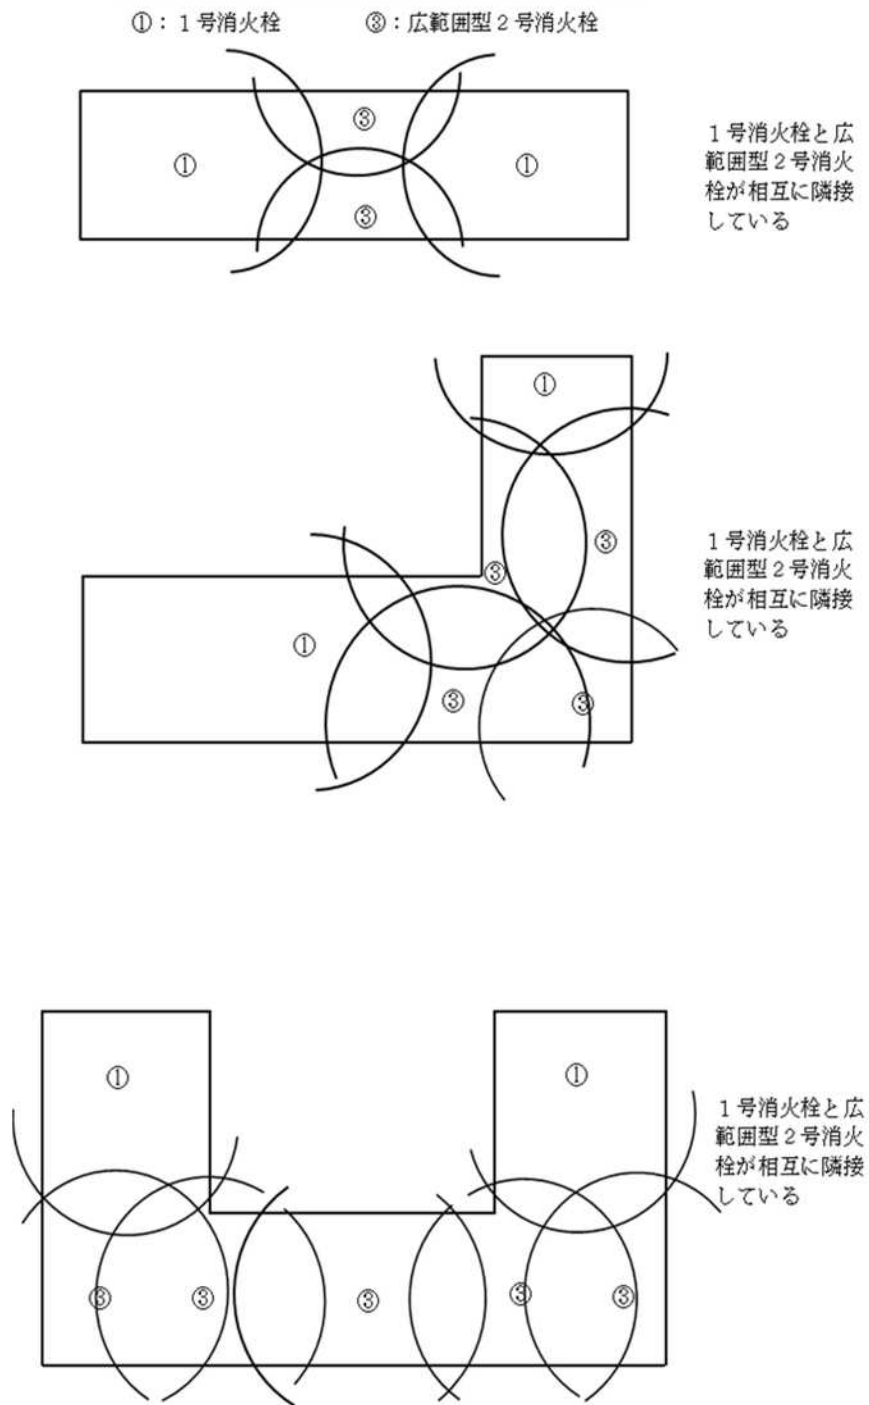 ①：１号消火栓　　③：広範囲型２号消火栓
③
①　①
③
１号消火栓と広
範囲型２号消火
栓が相互に隣接
している
①
③
③
①
③　③
１号消火栓と広
範囲型２号消火
栓が相互に隣接
している
①　①
③　③　③　③　③
１号消火栓と広
範囲型２号消火
栓が相互に隣接
している